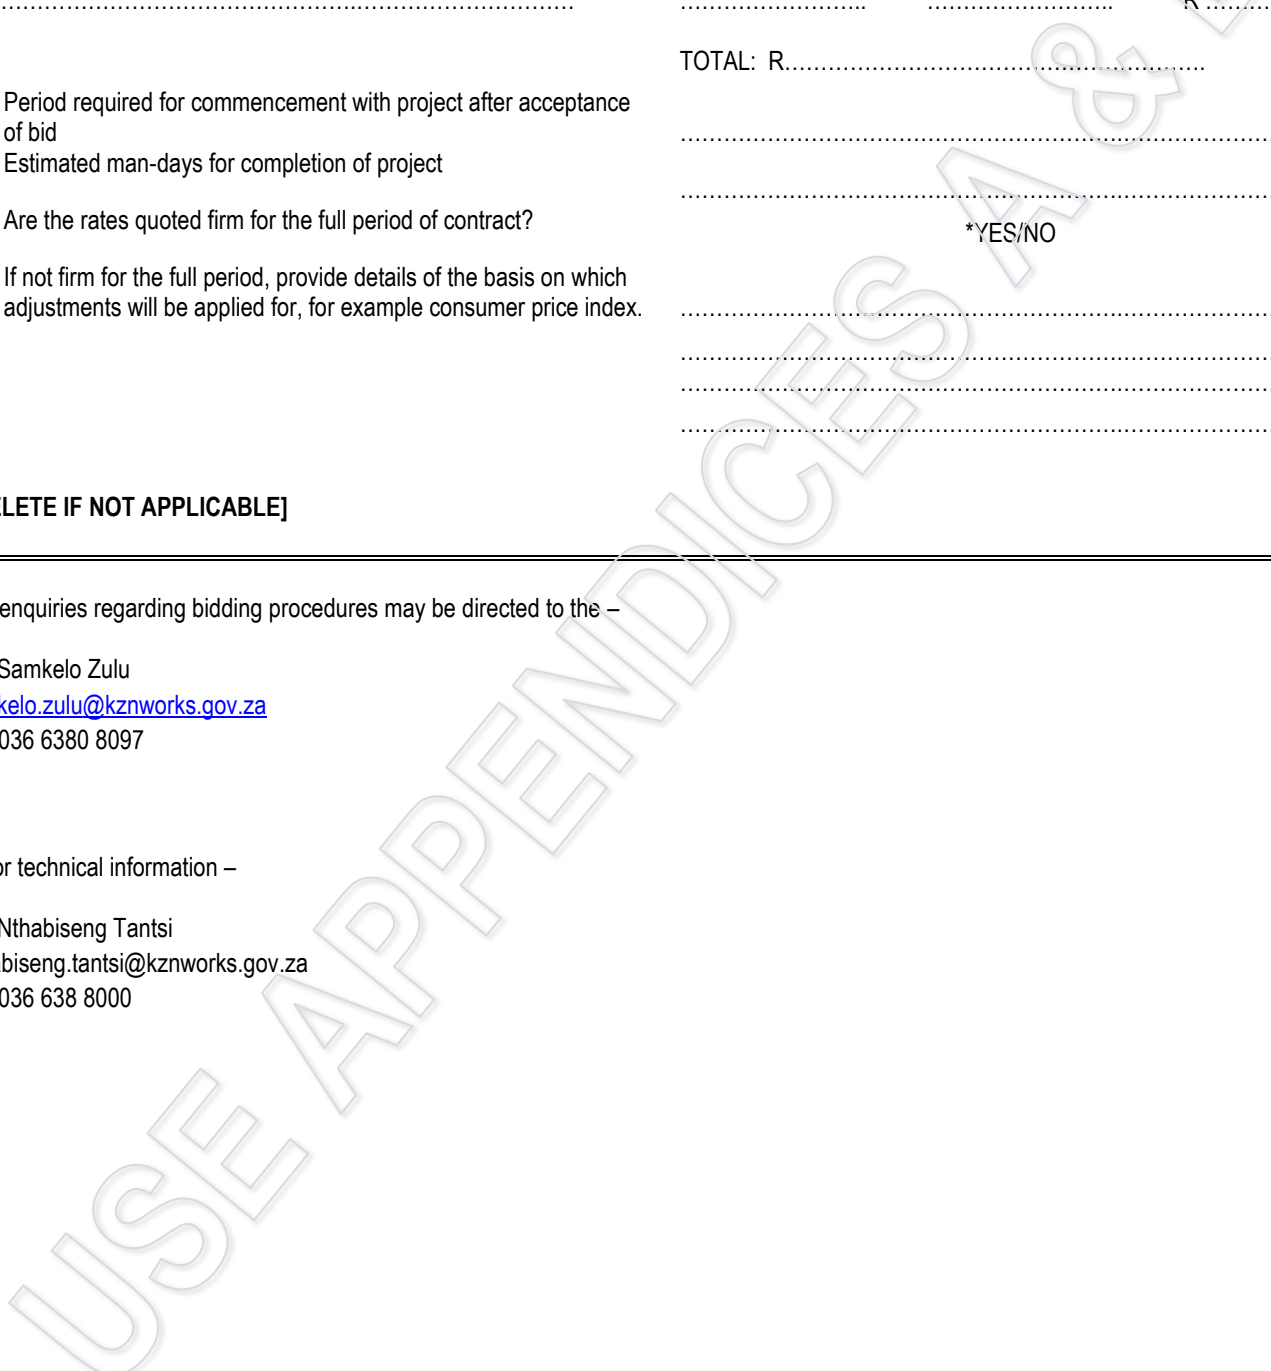 ……………………………………………………………………… …………………….. …………………….. R ………
TOTAL: R………………………………………………….
Period required for commencement with project after acceptance
of bid ………………………………………………………………………
Estimated man-days for completion of project
………………………………………………………………………
Are the rates quoted firm for the full period of contract? *YES/NO
If not firm for the full period, provide details of the basis on which
adjustments will be applied for, for example consumer price index. ………………………………………………………………………
………………………………………………………………………
………………………………………………………………………
………………………………………………………………………
ELETE IF NOT APPLICABLE]
enquiries regarding bidding procedures may be directed to the –
Samkelo Zulu
kelo.zulu@kznworks.gov.za
036 6380 8097
or technical information –
Nthabiseng Tantsi
abiseng.tantsi@kznworks.gov.za
036 638 8000
USE APPENDICES A &